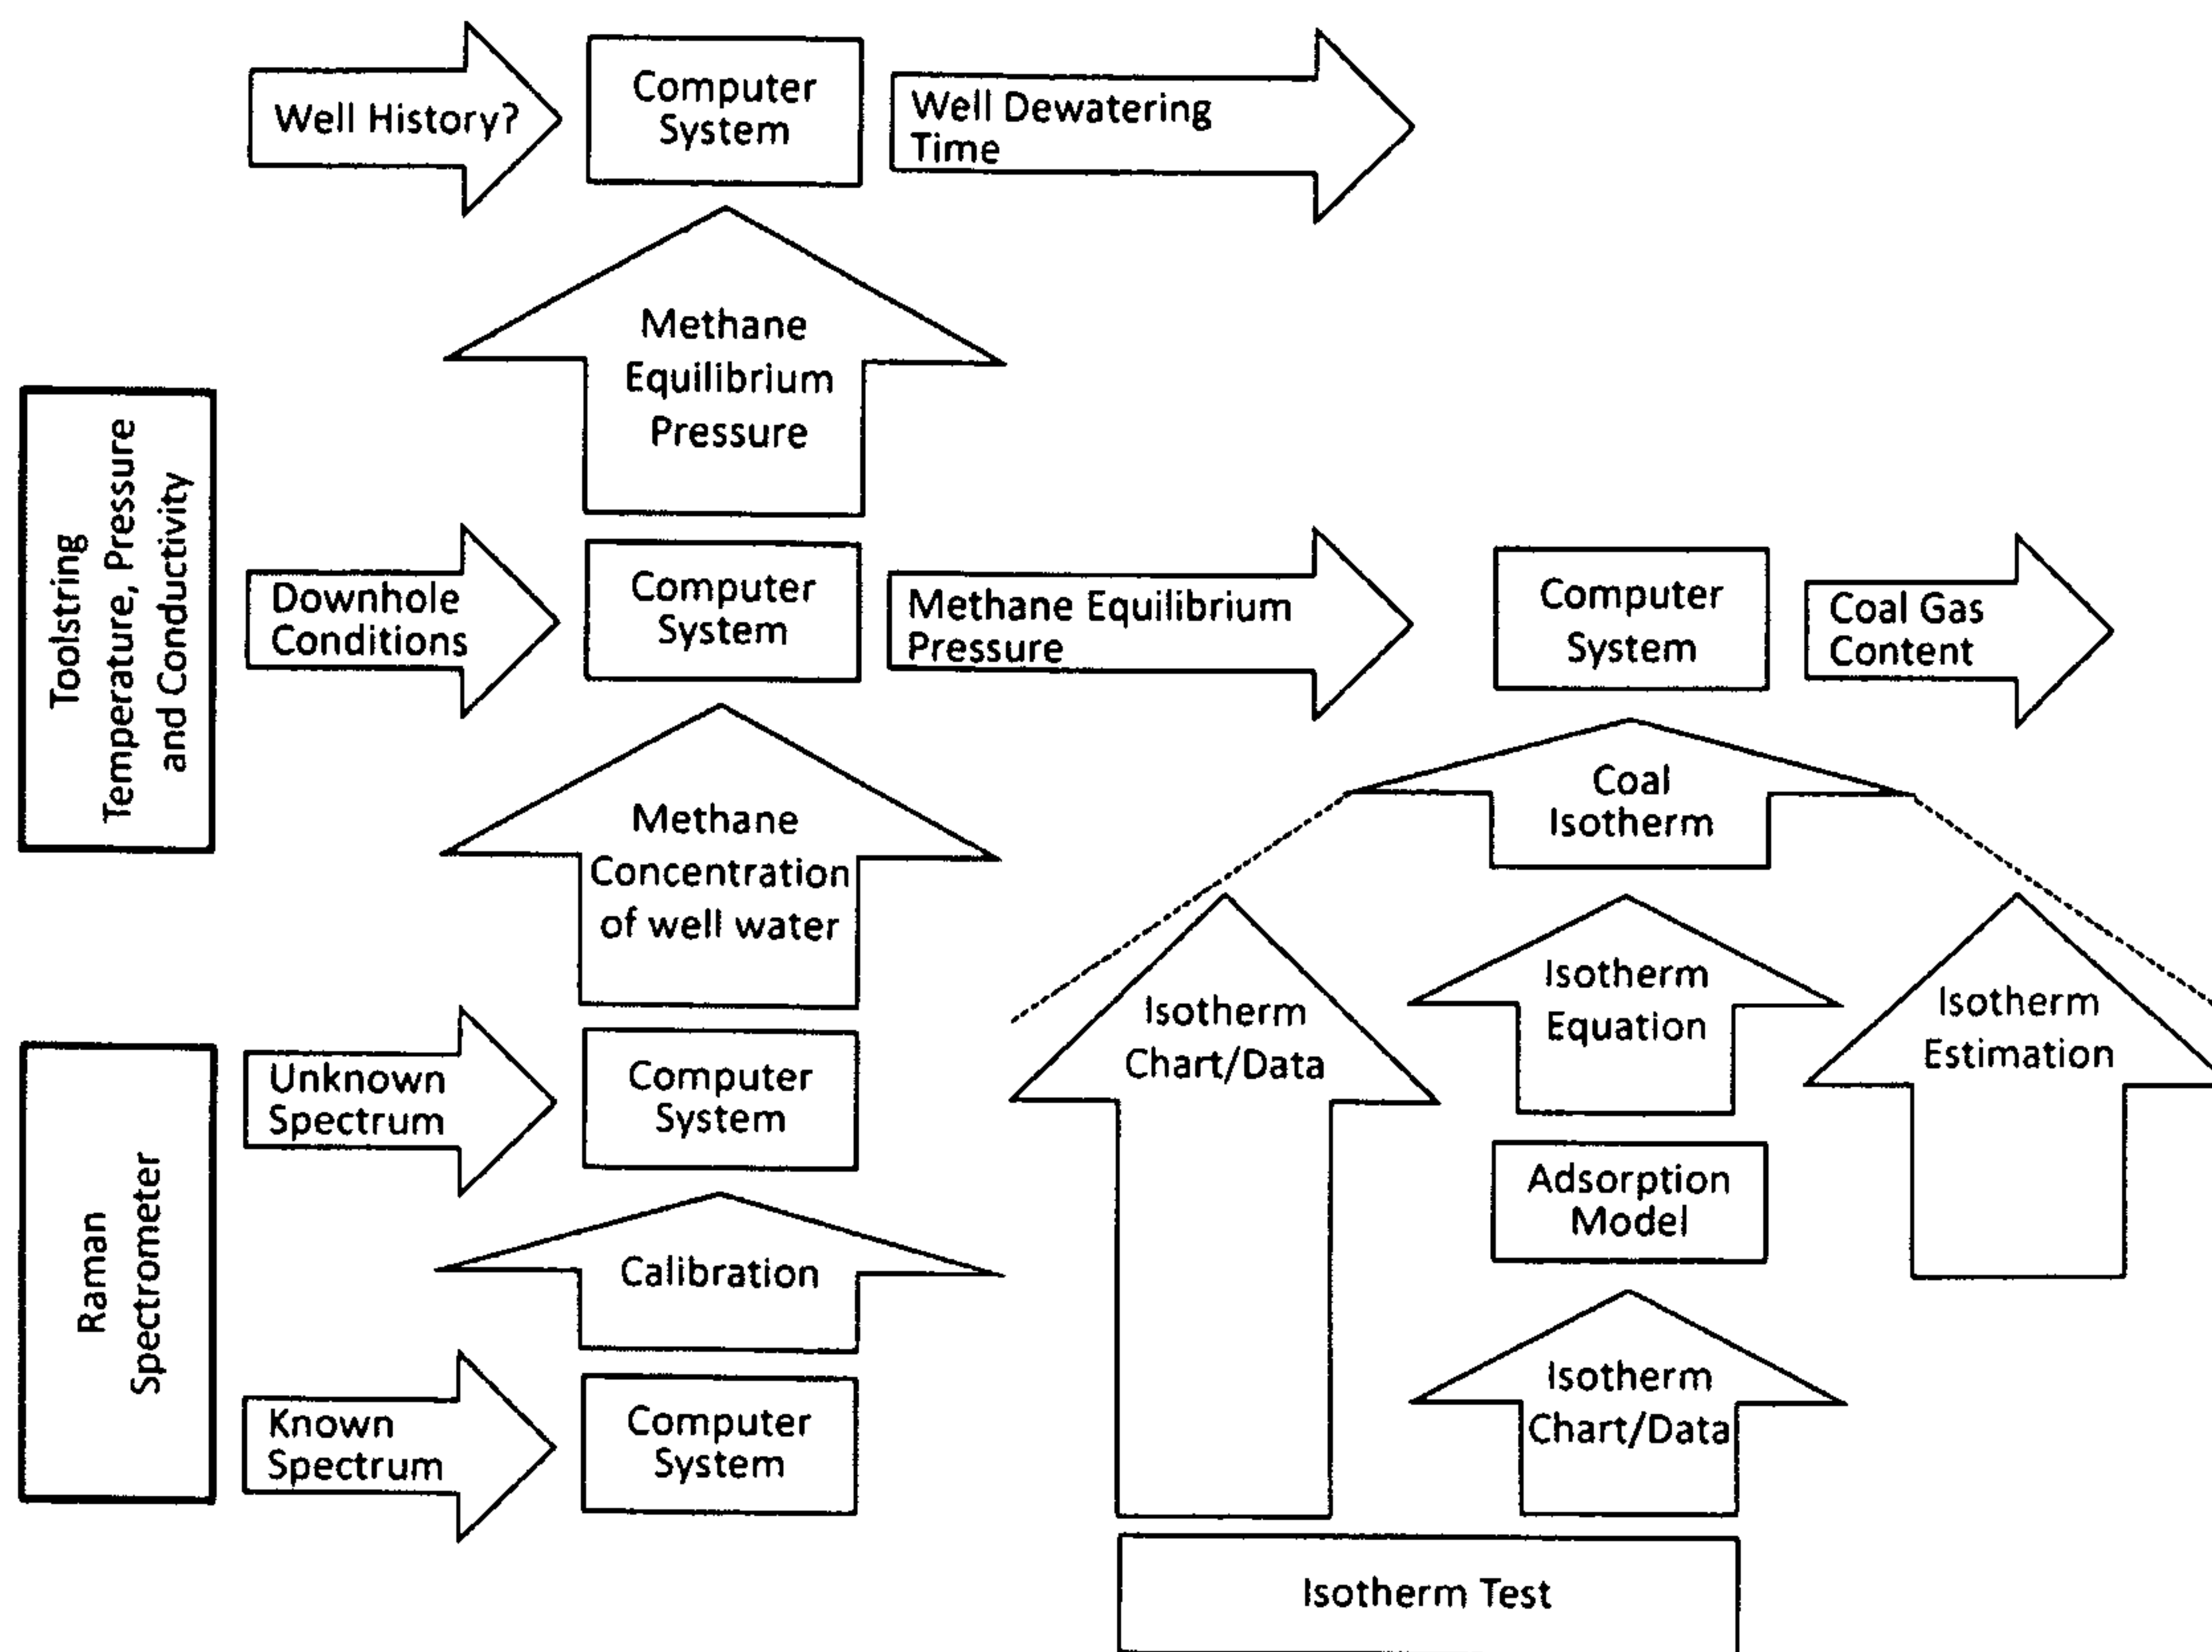 Well History?
Computer
System
Well Dewatering
Time
Methane
Equilibrium
Pressure
Toolstring
Temperature, Pressure
and Conductivity
Downhole
Conditions
Computer
System
Methane Equilibrium
Pressure
Computer
System
Coal Gas
Content
Methane
Concentration
of well water
Coal
Isotherm
Isotherm
Chart/Data
Isotherm
Equation
Isotherm
Estimation
Raman
Spectrometer
Unknown
Spectrum
Computer
System
Adsorption
Model
Calibration
Known
Spectrum
Computer
System
Isotherm
Chart/Data
Isotherm Test